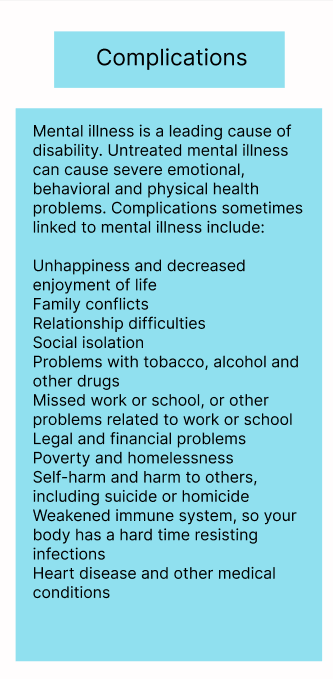 Complications
Mental illness is a leading cause of
disability. Untreated mental illness
can cause severe emotional,
behavioral and physical health
problems. Complications sometimes
linked to mental illness include:
Unhappiness and decreased
enjoyment of life
Family conflicts
Relationship difficulties
Social isolation
Problems with tobacco, alcohol and
other drugs
Missed work or school, or other
problems related to work or school
Legal and financial problems
Poverty and homelessness
Self-harm and harm to others,
including suicide or homicide
Weakened immune system, so your
body has a hard time resisting
infections
Heart disease and other medical
conditions